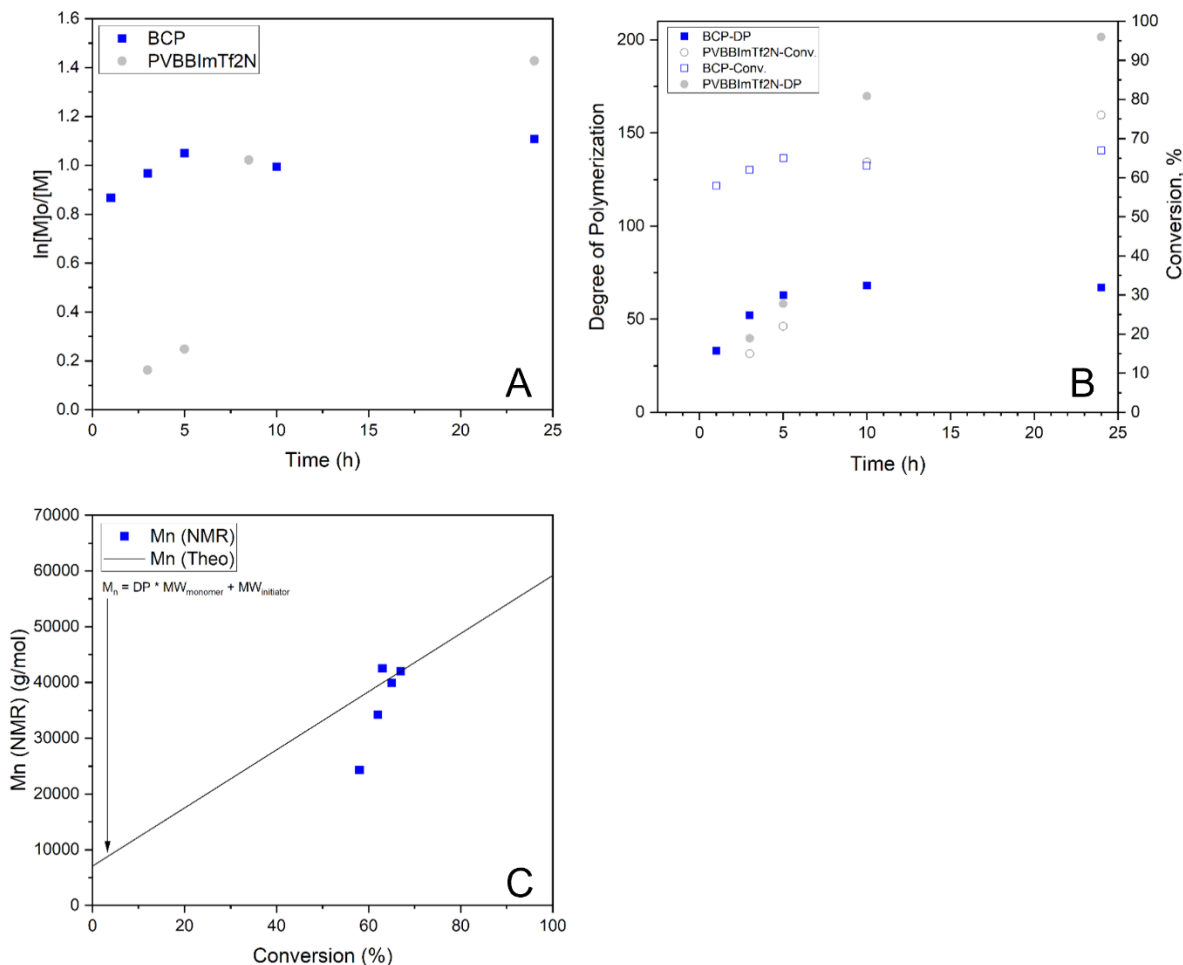 1.6
1.4
1.2
1.0
0.8
0.6
0.4
0.2
0.0
ln[M]o/[M]
BCP
PVBBImTf2N
A
0 5 10 15 20 25
Time (h)
200
150
100
50
0
Degree of Polymerization
BCP-DP
PVBBImTf2N-Conv.
BCP-Conv.
PVBBImTf2N-DP
B
100
90
80
70
60
50
40
30
20
10
0
Conversion, %
0 5 10 15 20 25
Time (h)
70000
60000
50000
40000
30000
20000
10000
0
Mn (NMR) (g/mol)
Mn (NMR)
Mn (Theo)
Mn = DP * MWmonomer + MWinitiator
C
0 20 40 60 80 100
Conversion (%)